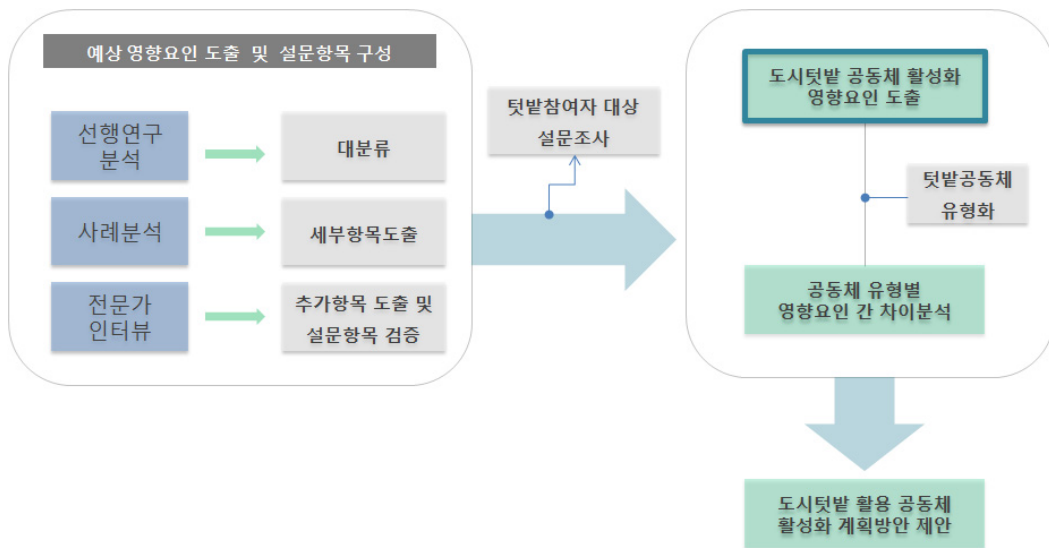 예상 영향요인 도출 및 설문항목 구성
선행연구
분석
대분류
사례분석
세부항목도출
전문가
인터뷰
추가항목 도출 및
설문항목 검증
텃밭참여자 대상
설문조사
도시텃밭 공동체 활성화
영향요인 도출
텃밭공동체
유형화
공동체 유형별
영향요인 간 차이분석
도시텃밭 활용 공동체
활성화 계획방안 제안